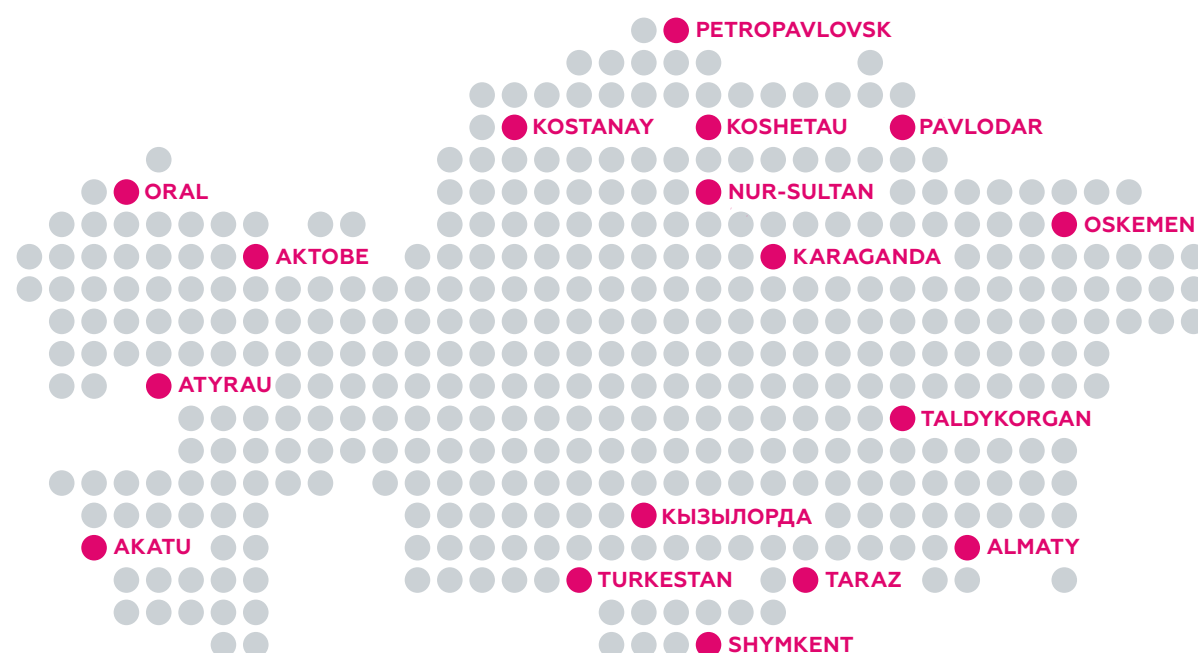 PETROPAVLOVSK
KOSTANAY
KOSHETAU
PAVLODAR
ORAL
NUR-SULTAN
OSKEMEN
AKTOBE
KARAGANDA
ATYRAU
TALDYKORGAN
КЫЗЫЛОРДА
AKATU
ALMATY
TURKESTAN
TARAZ
SHYMKENT